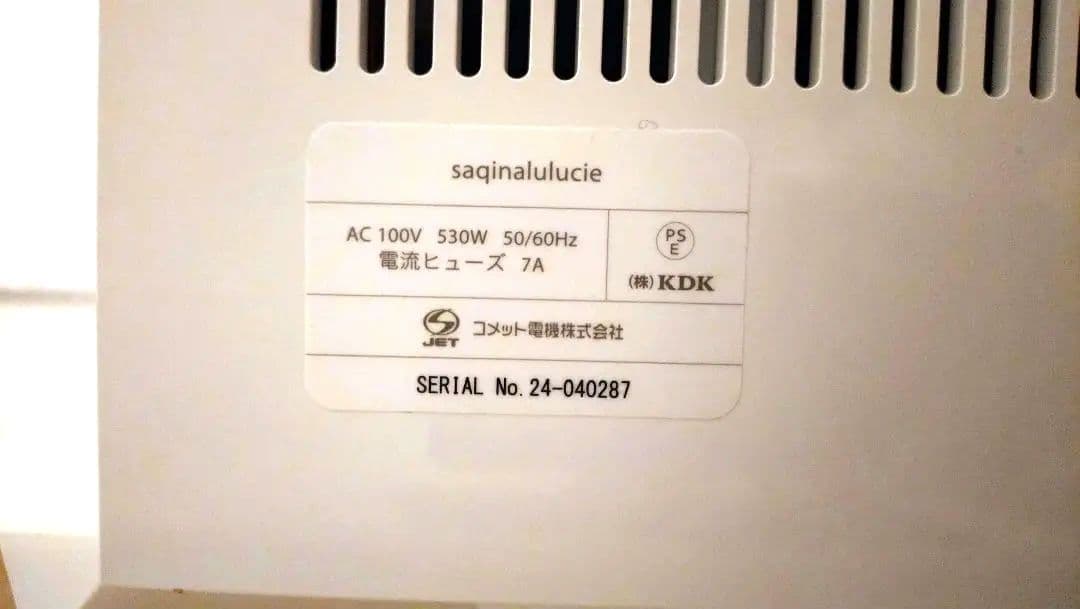 saqinalulucie
AC 100V 530W 50/60Hz
電流ヒューズ 7A
PS
E
(株) KDK
JET コメット電機株式会社
SERIAL No. 24-040287